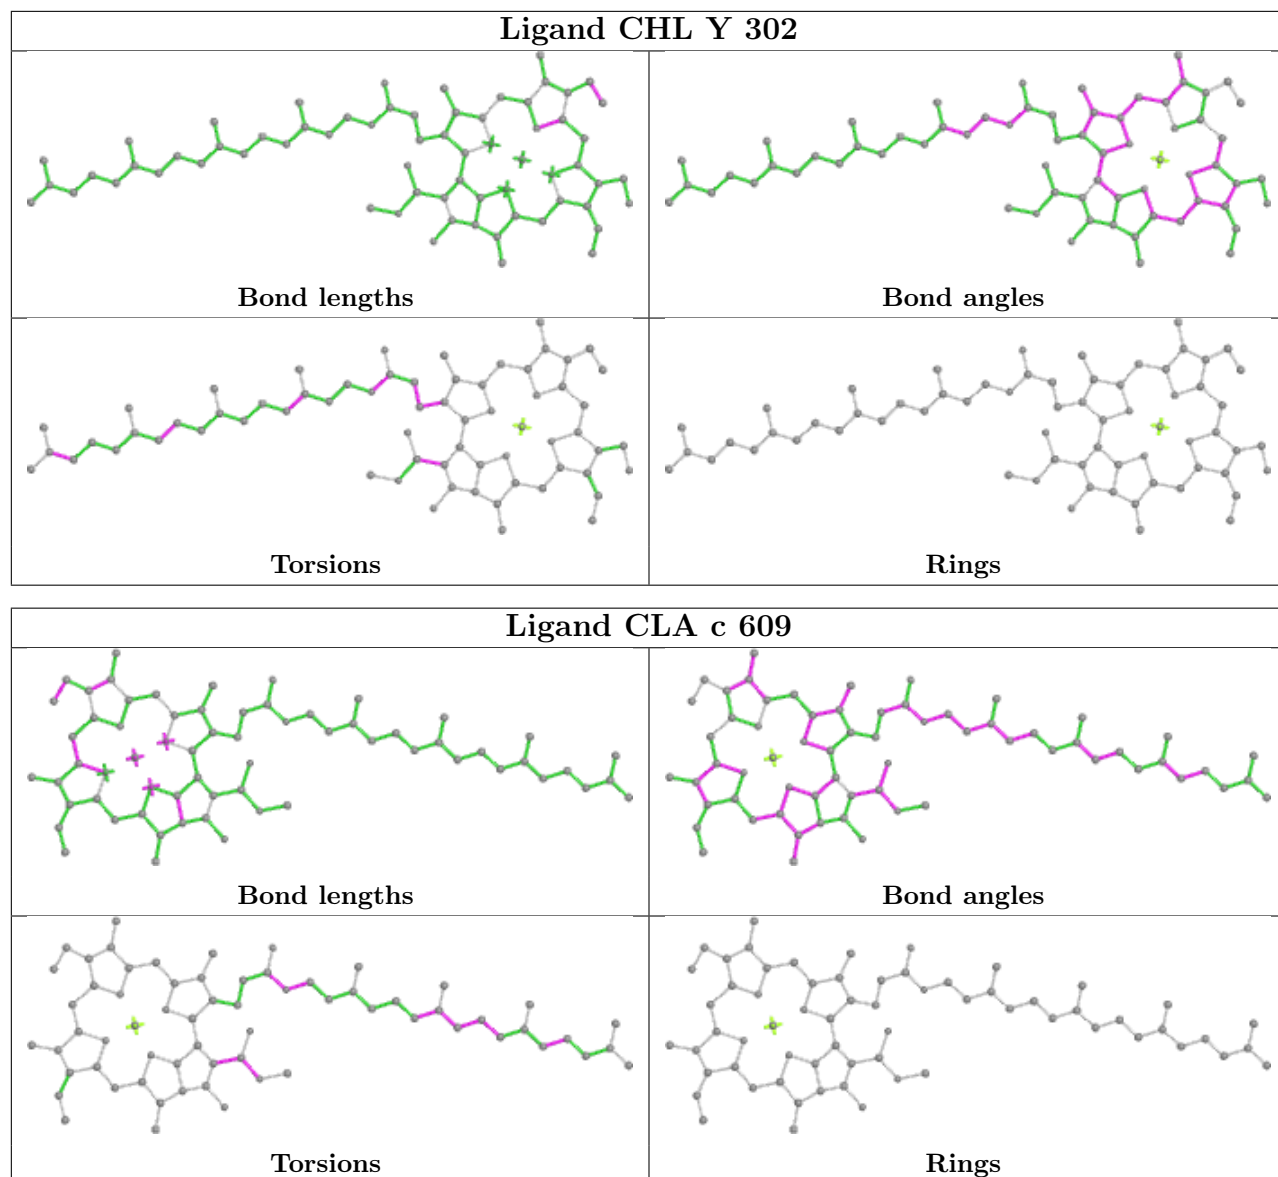 Ligand CHL Y 302
Bond lengths
Bond angles
Torsions
Rings
Ligand CLA c 609
Bond lengths
Bond angles
Torsions
Rings